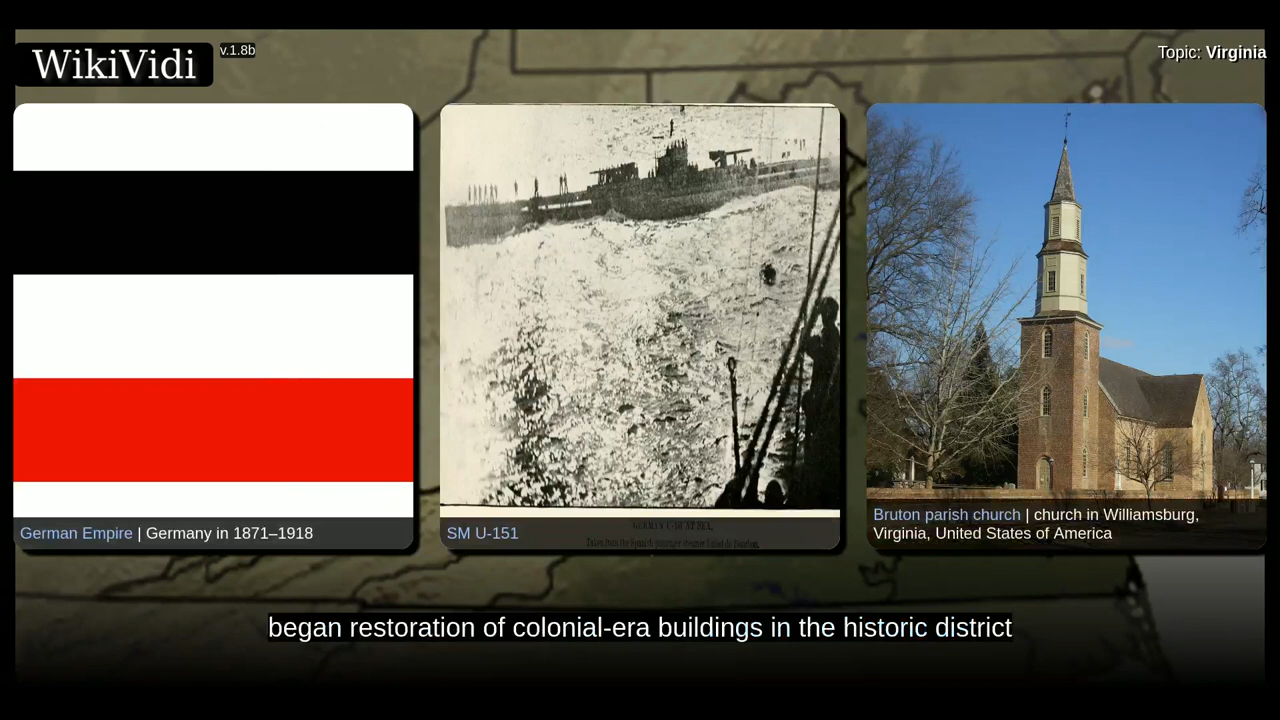 WikiVidi
v.1.8b
Topic: Virginia
German Empire | Germany in 1871–1918
SM U-151
Bruton parish church | church in Williamsburg,
Virginia, United States of America
began restoration of colonial-era buildings in the historic district